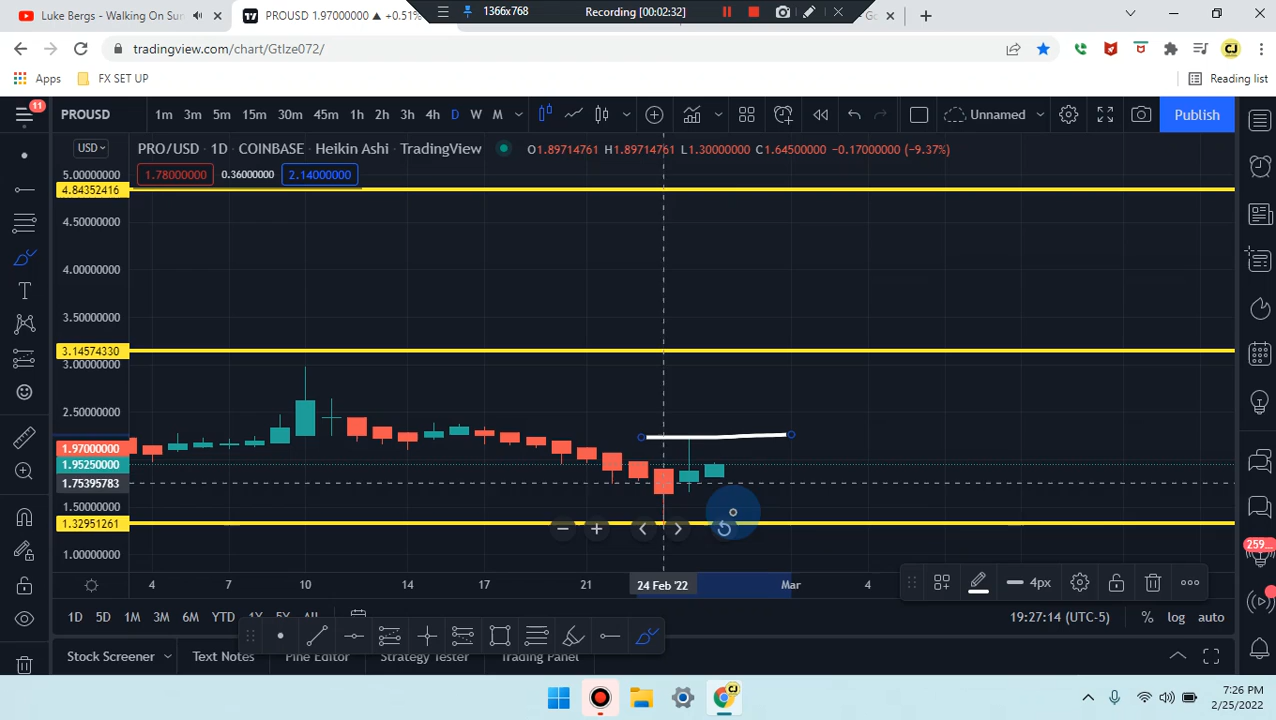 Luke Bergs - Walking On Sun
PROUSD 1.97000000 ▲ +0.51%
1366x768
Recording [00:02:32]
tradingview.com/chart/GtIze072/
Apps
FX SET UP
Reading list
11
PROUSD
1m 3m 5m 15m 30m 45m 1h 2h 3h 4h D W M
Unnamed
Publish
USD
PRO/USD 1D COINBASE Heikin Ashi TradingView
O1.89714761 H1.89714761 L1.30000000 C1.64500000 −0.17000000 (−9.37%)
1.78000000
0.36000000
2.14000000
5.00000000
4.84352416
4.50000000
4.00000000
3.50000000
3.14574330
3.00000000
2.50000000
1.97000000
1.95250000
1.75395783
1.50000000
1.32951261
1.00000000
4 7 10 14 17 21 24 Feb '22 Mar 4
4px
259...
1D 5D 1M 3M 6M YTD 1Y 5Y All
19:27:14 (UTC-5)
% log auto
Stock Screener
Text Notes
Pine Editor
Strategy Tester
Trading Panel
CJ
7:26 PM
2/25/2022